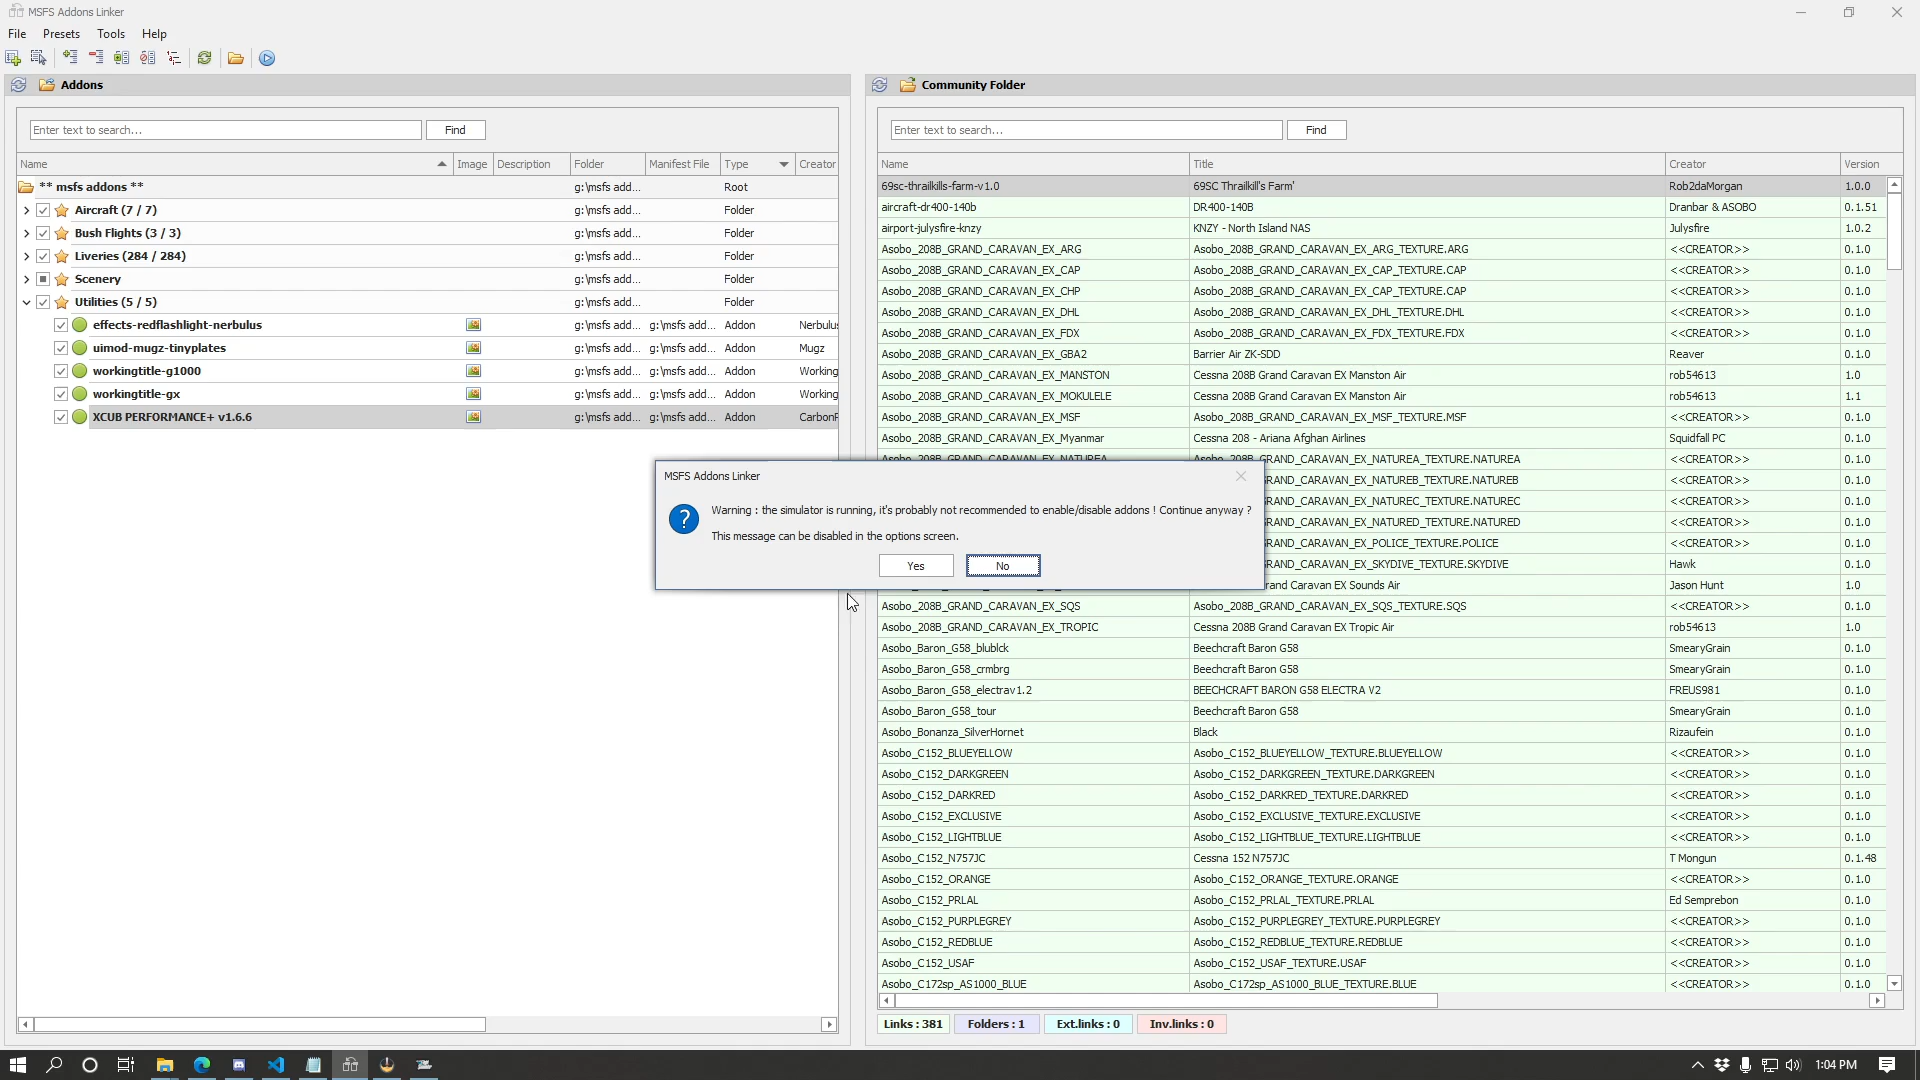 MSFS Addons Linker
File Presets Tools Help
Addons
Enter text to search... Find
Name Image Description Folder Manifest File Type Creator
** msfs addons ** g:\msfs add... Root
Aircraft (7 / 7) g:\msfs add... Folder
Bush Flights (3 / 3) g:\msfs add... Folder
Liveries (284 / 284) g:\msfs add... Folder
Scenery g:\msfs add... Folder
Utilities (5 / 5) g:\msfs add... Folder
effects-redflashlight-nerbulus g:\msfs add... g:\msfs add... Addon Nerbulus
uimod-mugz-tinyplates g:\msfs add... g:\msfs add... Addon Mugz
workingtitle-g1000 g:\msfs add... g:\msfs add... Addon Working
workingtitle-gx g:\msfs add... g:\msfs add... Addon Working
XCUB PERFORMANCE+ v1.6.6 g:\msfs add... g:\msfs add... Addon
Community Folder
Enter text to search... Find
Name Title Creator Version
69sc-thrailkills-farm-v1.0 69SC Thrailkill's Farm' Rob2daMorgan 1.0.0
aircraft-dr400-140b DR400-140B Dranbar & ASOBO 0.1.51
airport-julysfire-knzy KNZY - North Island NAS Julysfire 1.0.2
Asobo_208B_GRAND_CARAVAN_EX_ARG Asobo_208B_GRAND_CARAVAN_EX_ARG_TEXTURE.ARG <<CREATOR>> 0.1.0
Asobo_208B_GRAND_CARAVAN_EX_CAP Asobo_208B_GRAND_CARAVAN_EX_CAP_TEXTURE.CAP <<CREATOR>> 0.1.0
Asobo_208B_GRAND_CARAVAN_EX_CHP Asobo_208B_GRAND_CARAVAN_EX_CHP_TEXTURE.CHP <<CREATOR>> 0.1.0
Asobo_208B_GRAND_CARAVAN_EX_DHL Asobo_208B_GRAND_CARAVAN_EX_DHL_TEXTURE.DHL <<CREATOR>> 0.1.0
Asobo_208B_GRAND_CARAVAN_EX_FDX Asobo_208B_GRAND_CARAVAN_EX_FDX_TEXTURE.FDX <<CREATOR>> 0.1.0
Asobo_208B_GRAND_CARAVAN_EX_GBA2 Barrier Air ZK-SDD Reaver 0.1.0
Asobo_208B_GRAND_CARAVAN_EX_MANSTON Cessna 208B Grand Caravan EX Manston Air rob54613 1.0
Asobo_208B_GRAND_CARAVAN_EX_MOKULELE Cessna 208B Grand Caravan EX Manston Air rob54613 1.1
Asobo_208B_GRAND_CARAVAN_EX_MSF Asobo_208B_GRAND_CARAVAN_EX_MSF_TEXTURE.MSF <<CREATOR>> 0.1.0
Asobo_208B_GRAND_CARAVAN_EX_Myanmar Cessna 208 - Ariana Afghan Airlines Squidfall PC 0.1.0
Asobo_208B_GRAND_CARAVAN_EX_NATUREA Asobo_208B_GRAND_CARAVAN_EX_NATUREA_TEXTURE.NATUREA <<CREATOR>> 0.1.0
RAND_CARAVAN_EX_NATUREB_TEXTURE.NATUREB <<CREATOR>> 0.1.0
RAND_CARAVAN_EX_NATUREC_TEXTURE.NATUREC <<CREATOR>> 0.1.0
RAND_CARAVAN_EX_NATURED_TEXTURE.NATURED <<CREATOR>> 0.1.0
RAND_CARAVAN_EX_POLICE_TEXTURE.POLICE <<CREATOR>> 0.1.0
RAND_CARAVAN_EX_SKYDIVE_TEXTURE.SKYDIVE Hawk 0.1.0
rand Caravan EX Sounds Air Jason Hunt 1.0
Asobo_208B_GRAND_CARAVAN_EX_SQS Asobo_208B_GRAND_CARAVAN_EX_SQS_TEXTURE.SQS <<CREATOR>> 0.1.0
Asobo_208B_GRAND_CARAVAN_EX_TROPIC Cessna 208B Grand Caravan EX Tropic Air rob54613 1.0
Asobo_Baron_G58_blublck Beechcraft Baron G58 SmearyGrain 0.1.0
Asobo_Baron_G58_crmbrg Beechcraft Baron G58 SmearyGrain 0.1.0
Asobo_Baron_G58_electrav1.2 BEECHCRAFT BARON G58 ELECTRA V2 FREUS981 0.1.0
Asobo_Baron_G58_tour Beechcraft Baron G58 SmearyGrain 0.1.0
Asobo_Bonanza_SilverHornet Black Rizaufein 0.1.0
Asobo_C152_BLUEYELLOW Asobo_C152_BLUEYELLOW_TEXTURE.BLUEYELLOW <<CREATOR>> 0.1.0
Asobo_C152_DARKGREEN Asobo_C152_DARKGREEN_TEXTURE.DARKGREEN <<CREATOR>> 0.1.0
Asobo_C152_DARKRED Asobo_C152_DARKRED_TEXTURE.DARKRED <<CREATOR>> 0.1.0
Asobo_C152_EXCLUSIVE Asobo_C152_EXCLUSIVE_TEXTURE.EXCLUSIVE <<CREATOR>> 0.1.0
Asobo_C152_LIGHTBLUE Asobo_C152_LIGHTBLUE_TEXTURE.LIGHTBLUE <<CREATOR>> 0.1.0
Asobo_C152_N757JC Cessna 152 N757JC T Mongun 0.1.48
Asobo_C152_ORANGE Asobo_C152_ORANGE_TEXTURE.ORANGE <<CREATOR>> 0.1.0
Asobo_C152_PRLAL Asobo_C152_PRLAL_TEXTURE.PRLAL Ed Semprebon 0.1.0
Asobo_C152_PURPLEGREY Asobo_C152_PURPLEGREY_TEXTURE.PURPLEGREY <<CREATOR>> 0.1.0
Asobo_C152_REDBLUE Asobo_C152_REDBLUE_TEXTURE.REDBLUE <<CREATOR>> 0.1.0
Asobo_C152_USAF Asobo_C152_USAF_TEXTURE.USAF <<CREATOR>> 0.1.0
Asobo_C172sp_AS1000_BLUE Asobo_C172sp_AS1000_BLUE_TEXTURE.BLUE <<CREATOR>> 0.1.0
Links : 381 Folders : 1 Ext.links : 0 Inv.links : 0
MSFS Addons Linker
Warning : the simulator is running, it's probably not recommended to enable/disable addons ! Continue anyway ?
This message can be disabled in the options screen.
Yes No
1:04 PM